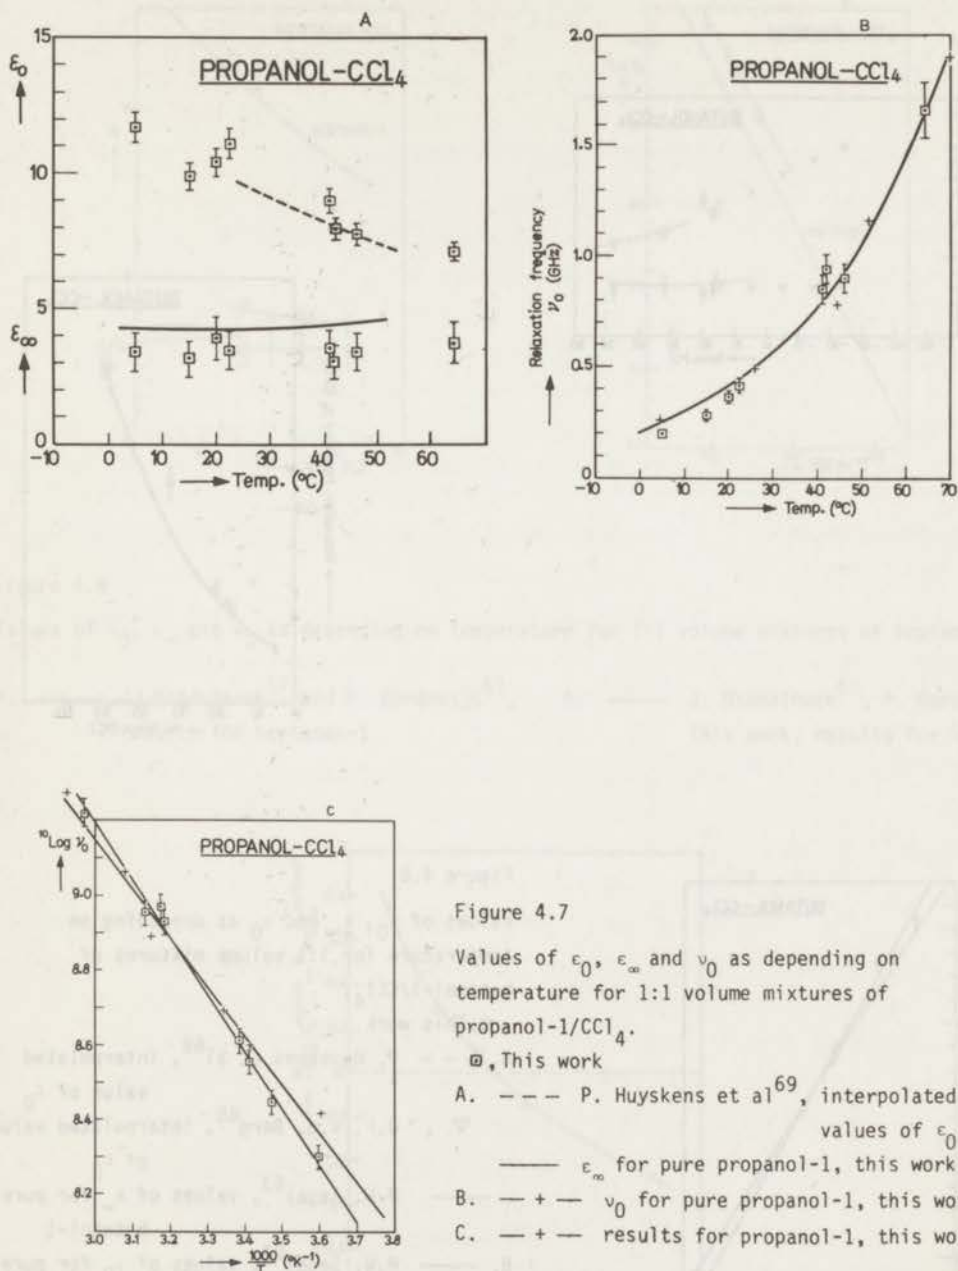 A
15
ε₀
PROPANOL-CCl₄
10
5
ε∞
0
-10 0 10 20 30 40 50 60
Temp. (°C)
B
2.0
PROPANOL-CCl₄
1.5
1.0
Relaxation frequency
ν₀ (GHz)
0.5
0
-10 0 10 20 30 40 50 60 70
Temp. (°C)
C
¹⁰Log ν₀
PROPANOL-CCl₄
9.0
8.8
8.6
8.4
8.2
3.0 3.1 3.2 3.3 3.4 3.5 3.6 3.7 3.8
1000/T (°K⁻¹)
Figure 4.7
Values of ε₀, ε∞ and ν₀ as depending on
temperature for 1:1 volume mixtures of
propanol-1/CCl₄.
⊡, This work
A. – – – P. Huyskens et al⁶⁹, interpolated
values of ε₀
——— ε∞ for pure propanol-1, this work
B. — + — ν₀ for pure propanol-1, this wo
C. — + — results for propanol-1, this wo